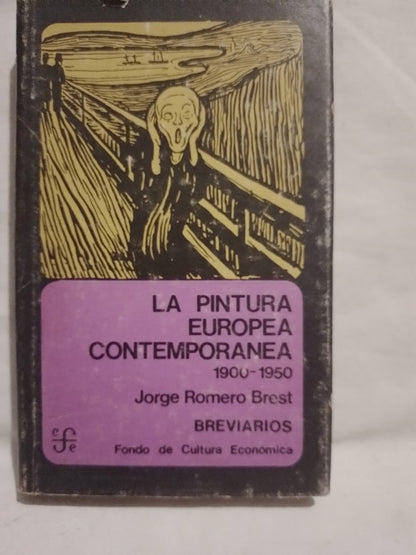 LA PINTURA
EUROPEA
CONTEMPORANEA
1900-1950
Jorge Romero Brest
BREVIARIOS
Fondo de Cultura Económica
c f e